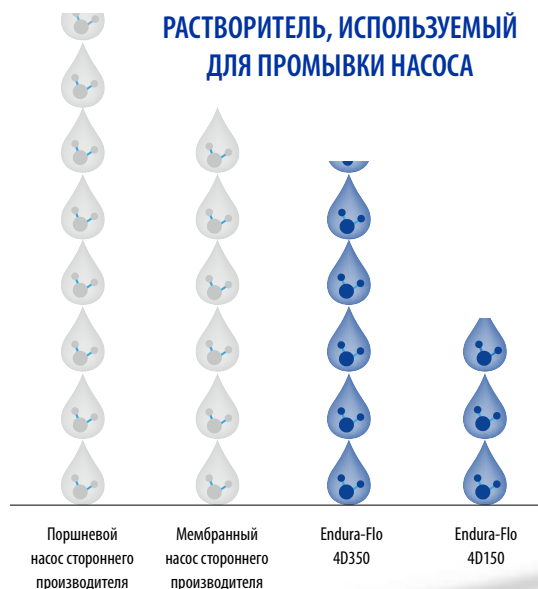 РАСТВОРИТЕЛЬ, ИСПОЛЬЗУЕМЫЙ
ДЛЯ ПРОМЫВКИ НАСОСА
Поршневой
насос стороннего
производителя
Мембранный
насос стороннего
производителя
Endura-Flo
4D350
Endura-Flo
4D150